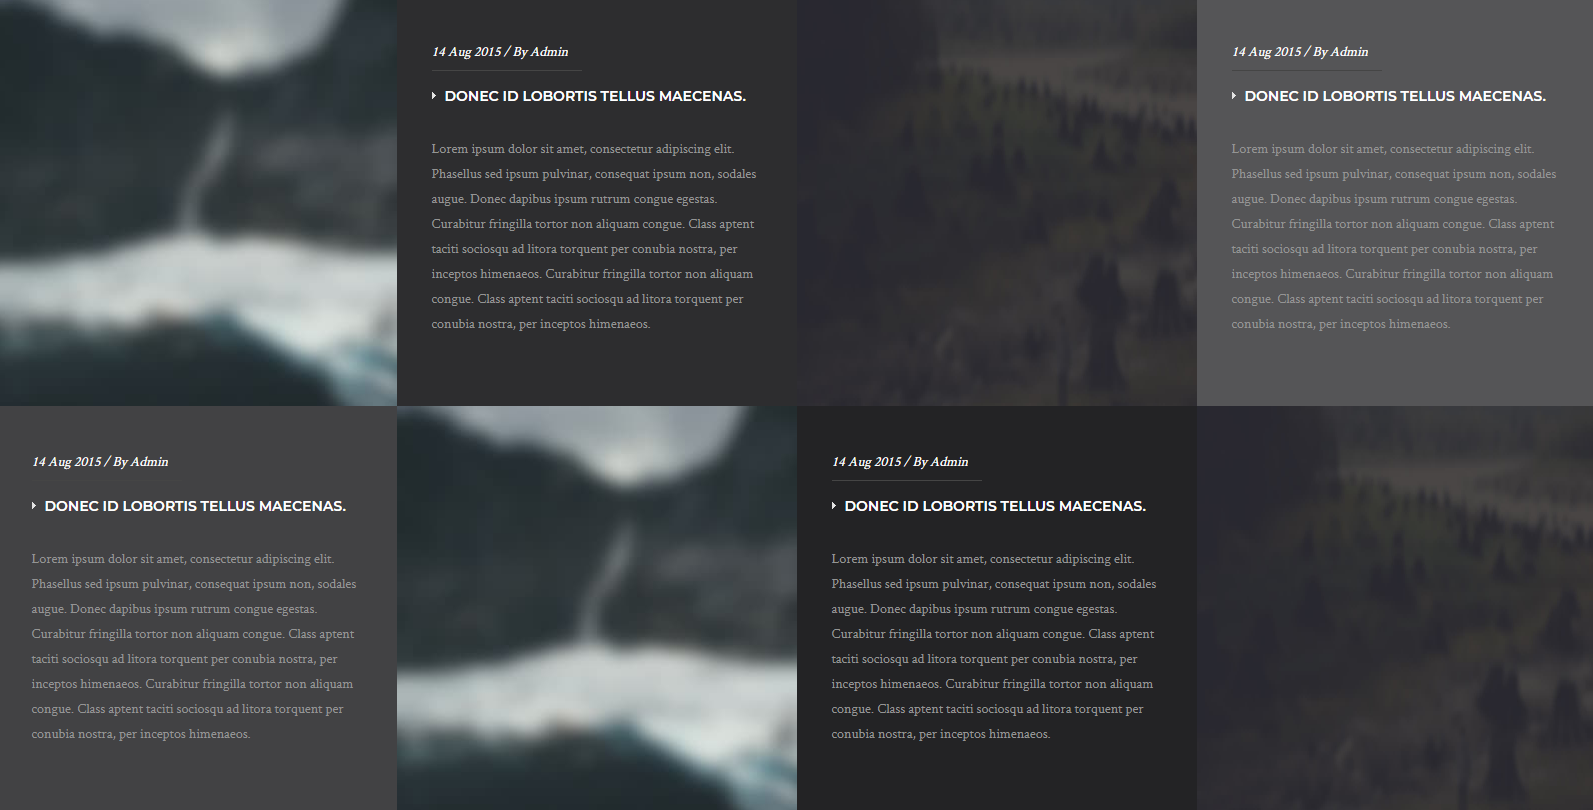 14 Aug 2015 / By Admin
DONEC ID LOBORTIS TELLUS MAECENAS.
Lorem ipsum dolor sit amet, consectetur adipiscing elit.
Phasellus sed ipsum pulvinar, consequat ipsum non, sodales
augue. Donec dapibus ipsum rutrum congue egestas.
Curabitur fringilla tortor non aliquam congue. Class aptent
taciti sociosqu ad litora torquent per conubia nostra, per
inceptos himenaeos. Curabitur fringilla tortor non aliquam
congue. Class aptent taciti sociosqu ad litora torquent per
conubia nostra, per inceptos himenaeos.
14 Aug 2015 / By Admin
DONEC ID LOBORTIS TELLUS MAECENAS.
Lorem ipsum dolor sit amet, consectetur adipiscing elit.
Phasellus sed ipsum pulvinar, consequat ipsum non, sodales
augue. Donec dapibus ipsum rutrum congue egestas.
Curabitur fringilla tortor non aliquam congue. Class aptent
taciti sociosqu ad litora torquent per conubia nostra, per
inceptos himenaeos. Curabitur fringilla tortor non aliquam
congue. Class aptent taciti sociosqu ad litora torquent per
conubia nostra, per inceptos himenaeos.
14 Aug 2015 / By Admin
DONEC ID LOBORTIS TELLUS MAECENAS.
Lorem ipsum dolor sit amet, consectetur adipiscing elit.
Phasellus sed ipsum pulvinar, consequat ipsum non, sodales
augue. Donec dapibus ipsum rutrum congue egestas.
Curabitur fringilla tortor non aliquam congue. Class aptent
taciti sociosqu ad litora torquent per conubia nostra, per
inceptos himenaeos. Curabitur fringilla tortor non aliquam
congue. Class aptent taciti sociosqu ad litora torquent per
conubia nostra, per inceptos himenaeos.
14 Aug 2015 / By Admin
DONEC ID LOBORTIS TELLUS MAECENAS.
Lorem ipsum dolor sit amet, consectetur adipiscing elit.
Phasellus sed ipsum pulvinar, consequat ipsum non, sodales
augue. Donec dapibus ipsum rutrum congue egestas.
Curabitur fringilla tortor non aliquam congue. Class aptent
taciti sociosqu ad litora torquent per conubia nostra, per
inceptos himenaeos. Curabitur fringilla tortor non aliquam
congue. Class aptent taciti sociosqu ad litora torquent per
conubia nostra, per inceptos himenaeos.